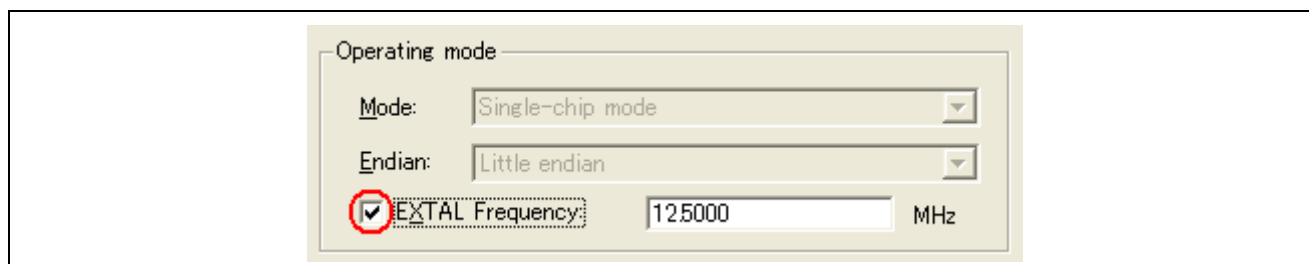 Operating mode
Mode: Single-chip mode
Endian: Little endian
EXTAL Frequency: 12.5000 MHz